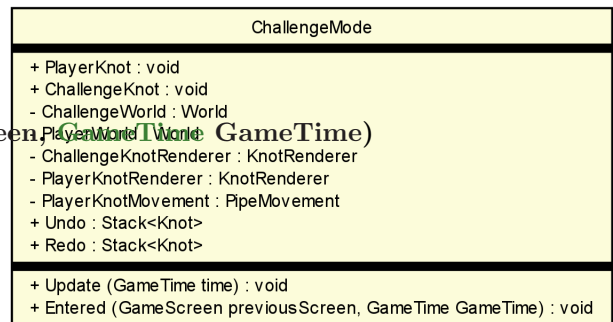 ChallengeMode
+ PlayerKnot : void
+ ChallengeKnot : void
- ChallengeWorld : World
- PlayerWorld : World
een, GameTime GameTime)
- ChallengeKnotRenderer : KnotRenderer
- PlayerKnotRenderer : KnotRenderer
- PlayerKnotMovement : PipeMovement
+ Undo : Stack<Knot>
+ Redo : Stack<Knot>
+ Update (GameTime time) : void
+ Entered (GameScreen previousScreen, GameTime GameTime) : void